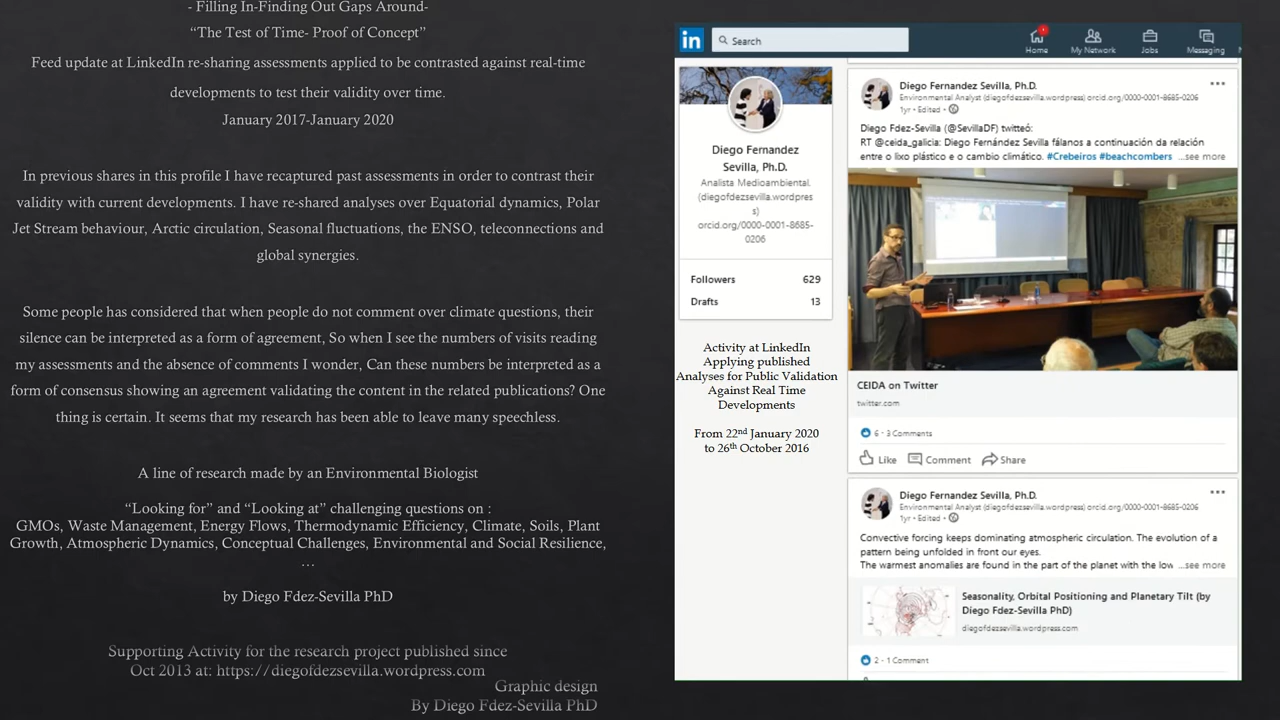 - Filling In-Finding Out Gaps Around-
“The Test of Time- Proof of Concept”
Feed update at LinkedIn re-sharing assessments applied to be contrasted against real-time
developments to test their validity over time.
January 2017-January 2020
In previous shares in this profile I have recaptured past assessments in order to contrast their
validity with current developments. I have re-shared analyses over Equatorial dynamics, Polar
Jet Stream behaviour, Arctic circulation, Seasonal fluctuations, the ENSO, teleconnections and
global synergies.
Some people has considered that when people do not comment over climate questions, their
silence can be interpreted as a form of agreement, So when I see the numbers of visits reading
my assessments and the absence of comments I wonder, Can these numbers be interpreted as a
form of consensus showing an agreement validating the content in the related publications? One
thing is certain. It seems that my research has been able to leave many speechless.
A line of research made by an Environmental Biologist
“Looking for” and “Looking at” challenging questions on :
GMOs, Waste Management, Energy Flows, Thermodynamic Efficiency, Climate, Soils, Plant
Growth, Atmospheric Dynamics, Conceptual Challenges, Environmental and Social Resilience,
…
by Diego Fdez-Sevilla PhD
Supporting Activity for the research project published since
Oct 2013 at: https://diegofdezsevilla.wordpress.com
Graphic design
By Diego Fdez-Sevilla PhD
in
Search
Home
My Network
Jobs
Messaging
Diego Fernandez
Sevilla, Ph.D.
Analista Medioambiental
(diegofdezsevilla.wordpres
s)
orcid.org/0000-0001-8685-
0206
Followers 629
Drafts 13
Activity at LinkedIn
Applying published
Analyses for Public Validation
Against Real Time
Developments
From 22nd January 2020
to 26th October 2016
Diego Fernandez Sevilla, Ph.D.
Environmental Analyst (diegofdezsevilla.wordpress) orcid.org/0000-0001-8685-0206
1yr • Edited •
Diego Fdez-Sevilla (@SevillaDF) twitteó:
RT @ceida_galicia: Diego Fernández Sevilla fálanos a continuación da relación
entre o lixo plástico e o cambio climático. #Crebeiros #beachcombers ...see more
CEIDA on Twitter
twitter.com
6 · 3 Comments
Like Comment Share
Diego Fernandez Sevilla, Ph.D.
Environmental Analyst (diegofdezsevilla.wordpress) orcid.org/0000-0001-8685-0206
1yr • Edited •
Convective forcing keeps dominating atmospheric circulation. The evolution of a
pattern being unfolded in front our eyes.
The warmest anomalies are found in the part of the planet with the low ...see more
Seasonality, Orbital Positioning and Planetary Tilt (by
Diego Fdez-Sevilla PhD)
diegofdezsevilla.wordpress.com
2 · 1 Comment